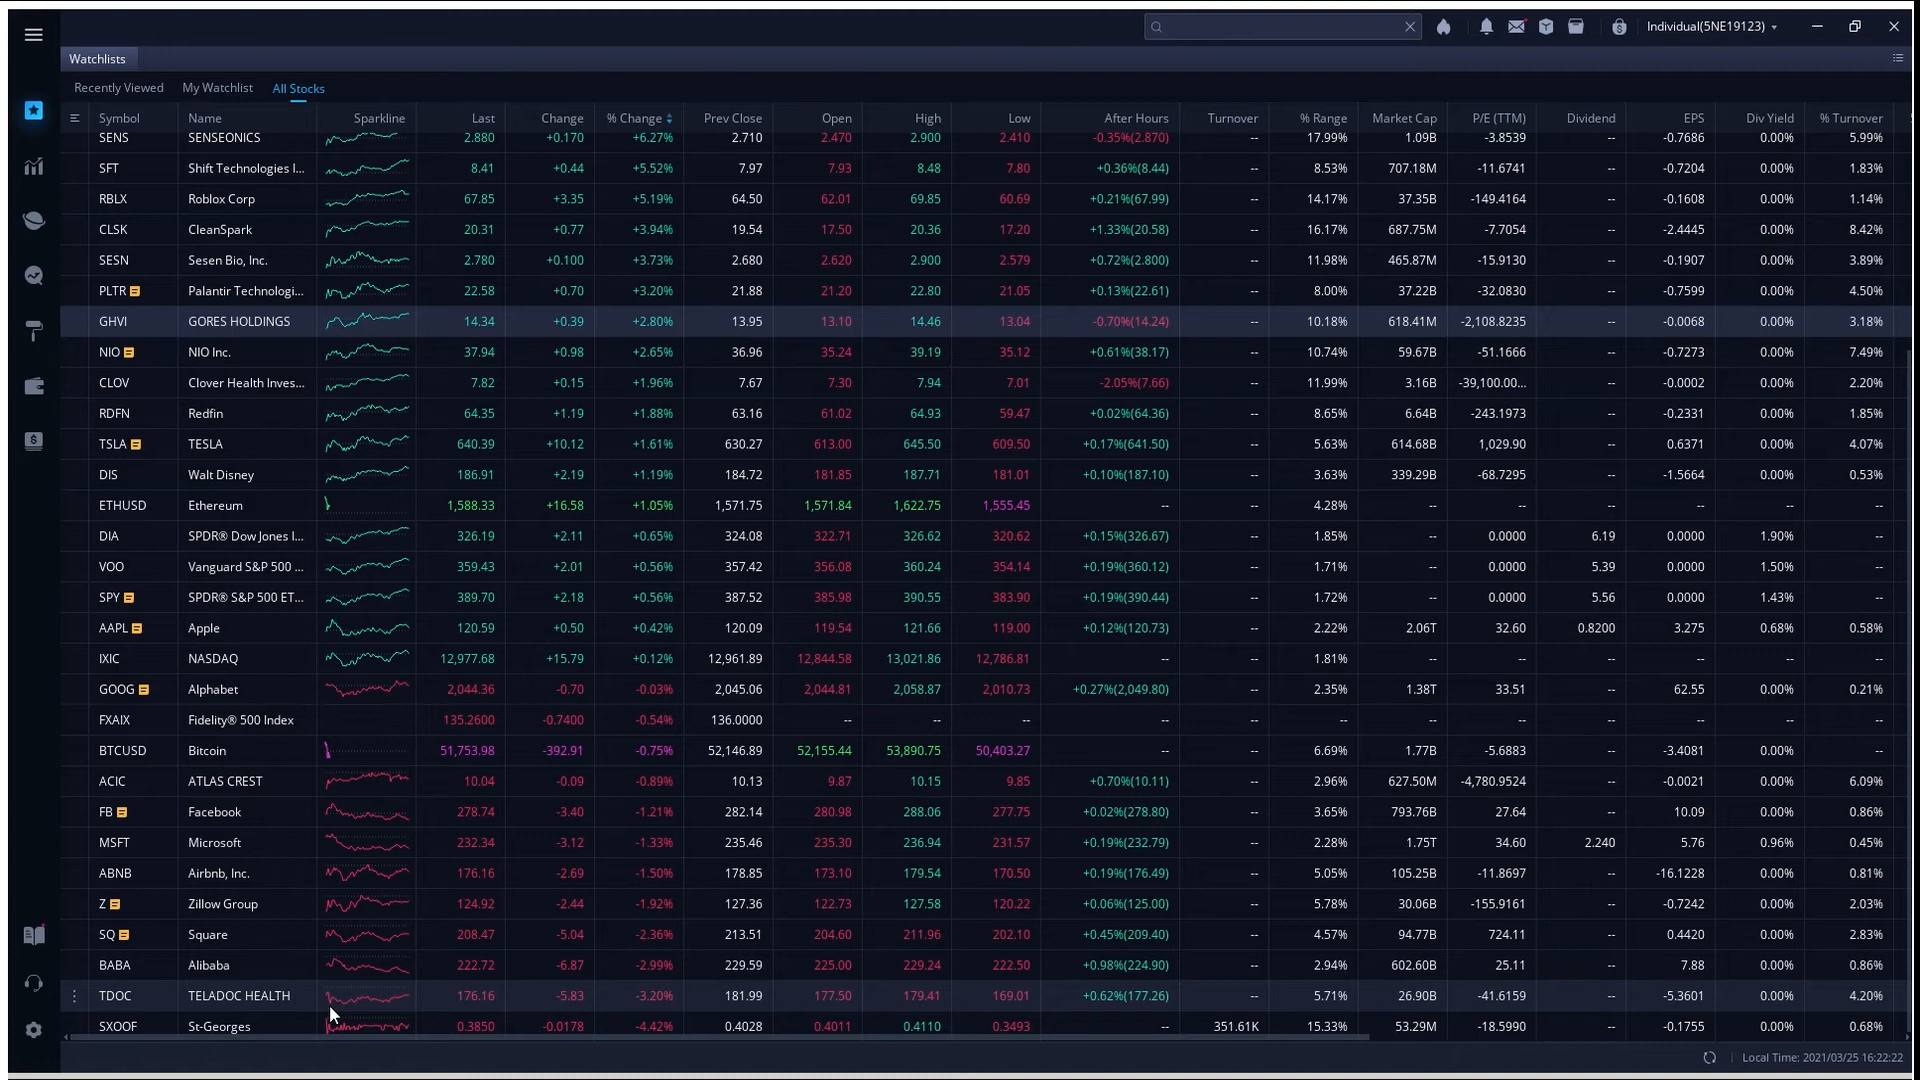 Individual(5NE19123)
Watchlists
Recently Viewed My Watchlist All Stocks
Symbol Name Sparkline Last Change % Change Prev Close Open High Low After Hours Turnover % Range Market Cap P/E (TTM) Dividend EPS Div Yield % Turnover
SENS SENSEONICS 2.880 +0.170 +6.27% 2.710 2.470 2.900 2.410 -0.35%(2.870) -- 17.99% 1.09B -3.8539 -- -0.7686 0.00% 5.99%
SFT Shift Technologies I... 8.41 +0.44 +5.52% 7.97 7.93 8.48 7.80 +0.36%(8.44) -- 8.53% 707.18M -11.6741 -- -0.7204 0.00% 1.83%
RBLX Roblox Corp 67.85 +3.35 +5.19% 64.50 62.01 69.85 60.69 +0.21%(67.99) -- 14.17% 37.35B -149.4164 -- -0.1608 0.00% 1.14%
CLSK CleanSpark 20.31 +0.77 +3.94% 19.54 17.50 20.36 17.20 +1.33%(20.58) -- 16.17% 687.75M -7.7054 -- -2.4445 0.00% 8.42%
SESN Sesen Bio, Inc. 2.780 +0.100 +3.73% 2.680 2.620 2.900 2.579 +0.72%(2.800) -- 11.98% 465.87M -15.9130 -- -0.1907 0.00% 3.89%
PLTR Palantir Technologi... 22.58 +0.70 +3.20% 21.88 21.20 22.80 21.05 +0.13%(22.61) -- 8.00% 37.22B -32.0830 -- -0.7599 0.00% 4.50%
GHVI GORES HOLDINGS 14.34 +0.39 +2.80% 13.95 13.10 14.46 13.04 -0.70%(14.24) -- 10.18% 618.41M -2,108.8235 -- -0.0068 0.00% 3.18%
NIO NIO Inc. 37.94 +0.98 +2.65% 36.96 35.24 39.19 35.12 +0.61%(38.17) -- 10.74% 59.67B -51.1666 -- -0.7273 0.00% 7.49%
CLOV Clover Health Inves... 7.82 +0.15 +1.96% 7.67 7.30 7.94 7.01 -2.05%(7.66) -- 11.99% 3.16B -39,100.00... -- -0.0002 0.00% 2.20%
RDFN Redfin 64.35 +1.19 +1.88% 63.16 61.02 64.93 59.47 +0.02%(64.36) -- 8.65% 6.64B -243.1973 -- -0.2331 0.00% 1.85%
TSLA TESLA 640.39 +10.12 +1.61% 630.27 613.00 645.50 609.50 +0.17%(641.50) -- 5.63% 614.68B 1,029.90 -- 0.6371 0.00% 4.07%
DIS Walt Disney 186.91 +2.19 +1.19% 184.72 181.85 187.71 181.01 +0.10%(187.10) -- 3.63% 339.29B -68.7295 -- -1.5664 0.00% 0.53%
ETHUSD Ethereum 1,588.33 +16.58 +1.05% 1,571.75 1,571.84 1,622.75 1,555.45 -- -- 4.28% -- -- -- -- -- --
DIA SPDR® Dow Jones I... 326.19 +2.11 +0.65% 324.08 322.71 326.62 320.62 +0.15%(326.67) -- 1.85% -- 0.0000 6.19 0.0000 1.90% --
VOO Vanguard S&P 500 ... 359.43 +2.01 +0.56% 357.42 356.08 360.24 354.14 +0.19%(360.12) -- 1.71% -- 0.0000 5.39 0.0000 1.50% --
SPY SPDR® S&P 500 ET... 389.70 +2.18 +0.56% 387.52 385.98 390.55 383.90 +0.19%(390.44) -- 1.72% -- 0.0000 5.56 0.0000 1.43% --
AAPL Apple 120.59 +0.50 +0.42% 120.09 119.54 121.66 119.00 +0.12%(120.73) -- 2.22% 2.06T 32.60 0.8200 3.275 0.68% 0.58%
IXIC NASDAQ 12,977.68 +15.79 +0.12% 12,961.89 12,844.58 13,021.86 12,786.81 -- -- 1.81% -- -- -- -- -- --
GOOG Alphabet 2,044.36 -0.70 -0.03% 2,045.06 2,044.81 2,058.87 2,010.73 +0.27%(2,049.80) -- 2.35% 1.38T 33.51 -- 62.55 0.00% 0.21%
FXAIX Fidelity® 500 Index 135.2600 -0.7400 -0.54% 136.0000 -- -- -- -- -- -- -- -- -- -- -- --
BTCUSD Bitcoin 51,753.98 -392.91 -0.75% 52,146.89 52,155.44 53,890.75 50,403.27 -- -- 6.69% 1.77B -5.6883 -- -3.4081 0.00% --
ACIC ATLAS CREST 10.04 -0.09 -0.89% 10.13 9.87 10.15 9.85 +0.70%(10.11) -- 2.96% 627.50M -4,780.9524 -- -0.0021 0.00% 6.09%
FB Facebook 278.74 -3.40 -1.21% 282.14 280.98 288.06 277.75 +0.02%(278.80) -- 3.65% 793.76B 27.64 -- 10.09 0.00% 0.86%
MSFT Microsoft 232.34 -3.12 -1.33% 235.46 235.30 236.94 231.57 +0.19%(232.79) -- 2.28% 1.75T 34.60 2.240 5.76 0.96% 0.45%
ABNB Airbnb, Inc. 176.16 -2.69 -1.50% 178.85 173.10 179.54 170.50 +0.19%(176.49) -- 5.05% 105.25B -11.8697 -- -16.1228 0.00% 0.81%
Z Zillow Group 124.92 -2.44 -1.92% 127.36 122.73 127.58 120.22 +0.06%(125.00) -- 5.78% 30.06B -155.9161 -- -0.7242 0.00% 2.03%
SQ Square 208.47 -5.04 -2.36% 213.51 204.60 211.96 202.10 +0.45%(209.40) -- 4.57% 94.77B 724.11 -- 0.4420 0.00% 2.83%
BABA Alibaba 222.72 -6.87 -2.99% 229.59 225.00 229.24 222.50 +0.98%(224.90) -- 2.94% 602.60B 25.11 -- 7.88 0.00% 0.86%
TDOC TELADOC HEALTH 176.16 -5.83 -3.20% 181.99 177.50 179.41 169.01 +0.62%(177.26) -- 5.71% 26.90B -41.6159 -- -5.3601 0.00% 4.20%
SXOOF St-Georges 0.3850 -0.0178 -4.42% 0.4028 0.4011 0.4110 0.3493 -- 351.61K 15.33% 53.29M -18.5990 -- -0.1755 0.00% 0.68%
Local Time: 2021/03/25 16:22:22